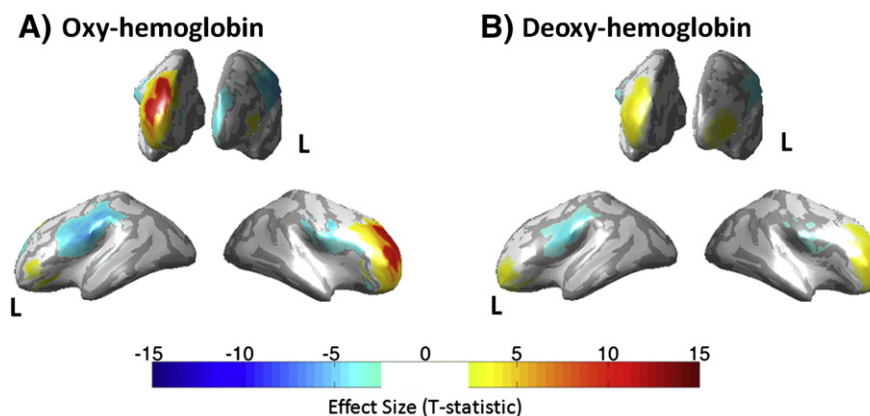 A) Oxy-hemoglobin
B) Deoxy-hemoglobin
L
L
L
L
-15 -10 -5 0 5 10 15
Effect Size (T-statistic)